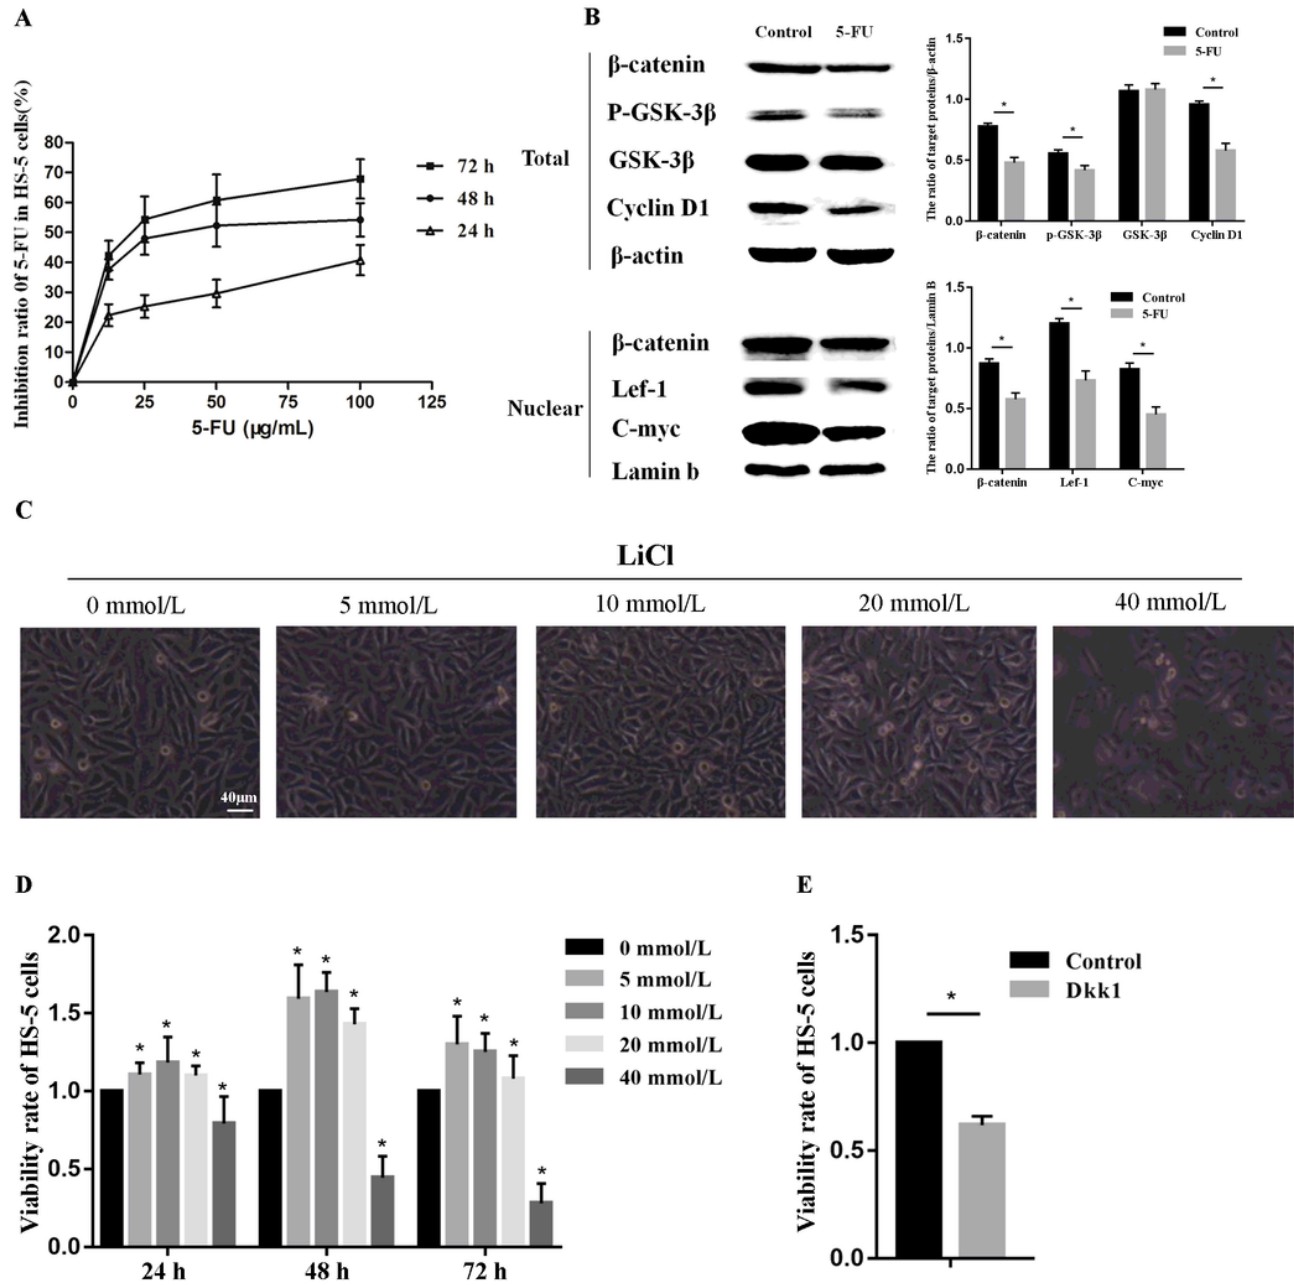 A
Inhibition ratio 0f 5-FU in HS-5 cells(%)
80
70
60
50
40
30
20
10
0
0 25 50 75 100 125
5-FU (µg/mL)
72 h
48 h
24 h
B
Control 5-FU
Total
β-catenin
P-GSK-3β
GSK-3β
Cyclin D1
β-actin
Nuclear
β-catenin
Lef-1
C-myc
Lamin b
The ratio of target proteins/β-actin
1.5
1.0
0.5
0.0
Control
5-FU
* * *
β-catenin p-GSK-3β GSK-3β Cyclin D1
The ratio of target proteins/Lamin B
1.5
1.0
0.5
0.0
Control
5-FU
* * *
β-catenin Lef-1 C-myc
C
LiCl
0 mmol/L 5 mmol/L 10 mmol/L 20 mmol/L 40 mmol/L
40µm
D
Viability rate of HS-5 cells
2.0
1.5
1.0
0.5
0.0
* * * *
* * * *
* * * *
24 h 48 h 72 h
0 mmol/L
5 mmol/L
10 mmol/L
20 mmol/L
40 mmol/L
E
Viability rate of HS-5 cells
1.5
1.0
0.5
0.0
*
Control
Dkk1